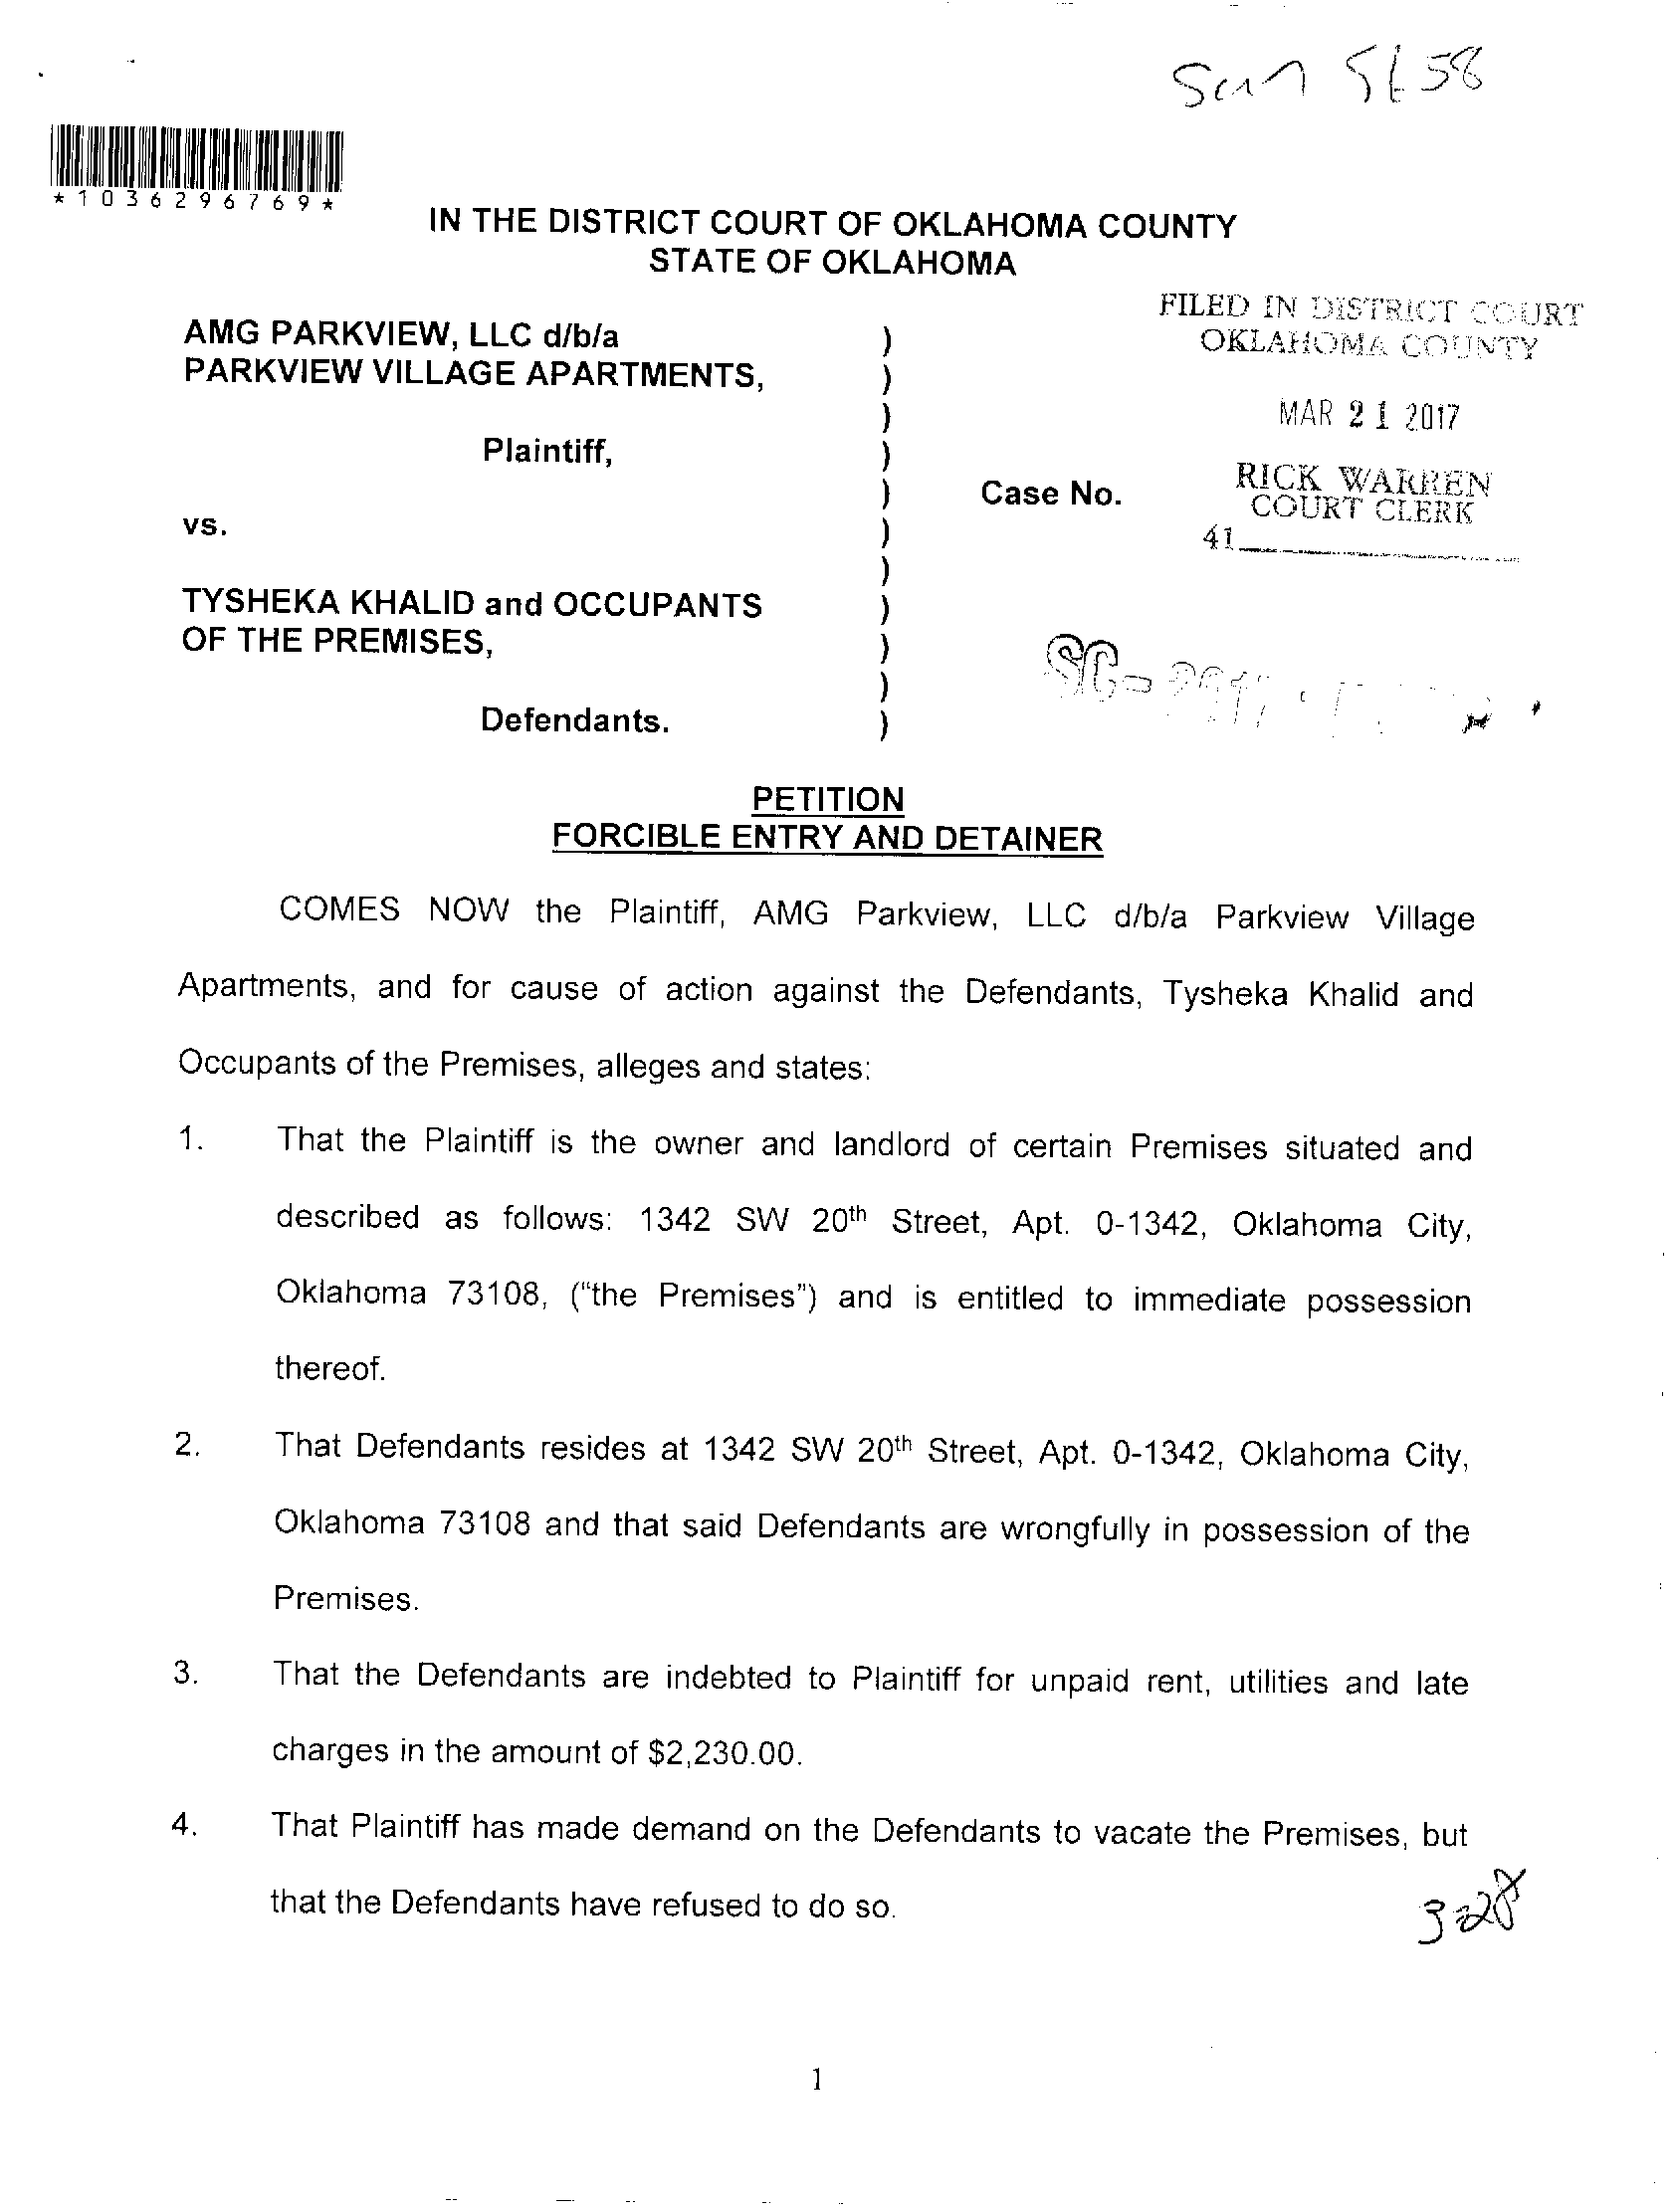 *1036296769*
IN THE DISTRICT COURT OF OKLAHOMA COUNTY
STATE OF OKLAHOMA
FILED IN DISTRICT COURT
OKLAHOMA COUNTY
MAR 21 2017
RICK WARREN
COURT CLERK
41
AMG PARKVIEW, LLC d/b/a )
PARKVIEW VILLAGE APARTMENTS, )
)
Plaintiff, )
) Case No.
vs. )
)
TYSHEKA KHALID and OCCUPANTS )
OF THE PREMISES, )
)
Defendants. )
SC-
PETITION
FORCIBLE ENTRY AND DETAINER
COMES NOW the Plaintiff, AMG Parkview, LLC d/b/a Parkview Village
Apartments, and for cause of action against the Defendants, Tysheka Khalid and
Occupants of the Premises, alleges and states:
1. That the Plaintiff is the owner and landlord of certain Premises situated and
described as follows: 1342 SW 20th Street, Apt. 0-1342, Oklahoma City,
Oklahoma 73108, ("the Premises") and is entitled to immediate possession
thereof.
2. That Defendants resides at 1342 SW 20th Street, Apt. 0-1342, Oklahoma City,
Oklahoma 73108 and that said Defendants are wrongfully in possession of the
Premises.
3. That the Defendants are indebted to Plaintiff for unpaid rent, utilities and late
charges in the amount of $2,230.00.
4. That Plaintiff has made demand on the Defendants to vacate the Premises, but
that the Defendants have refused to do so.
3-28
1